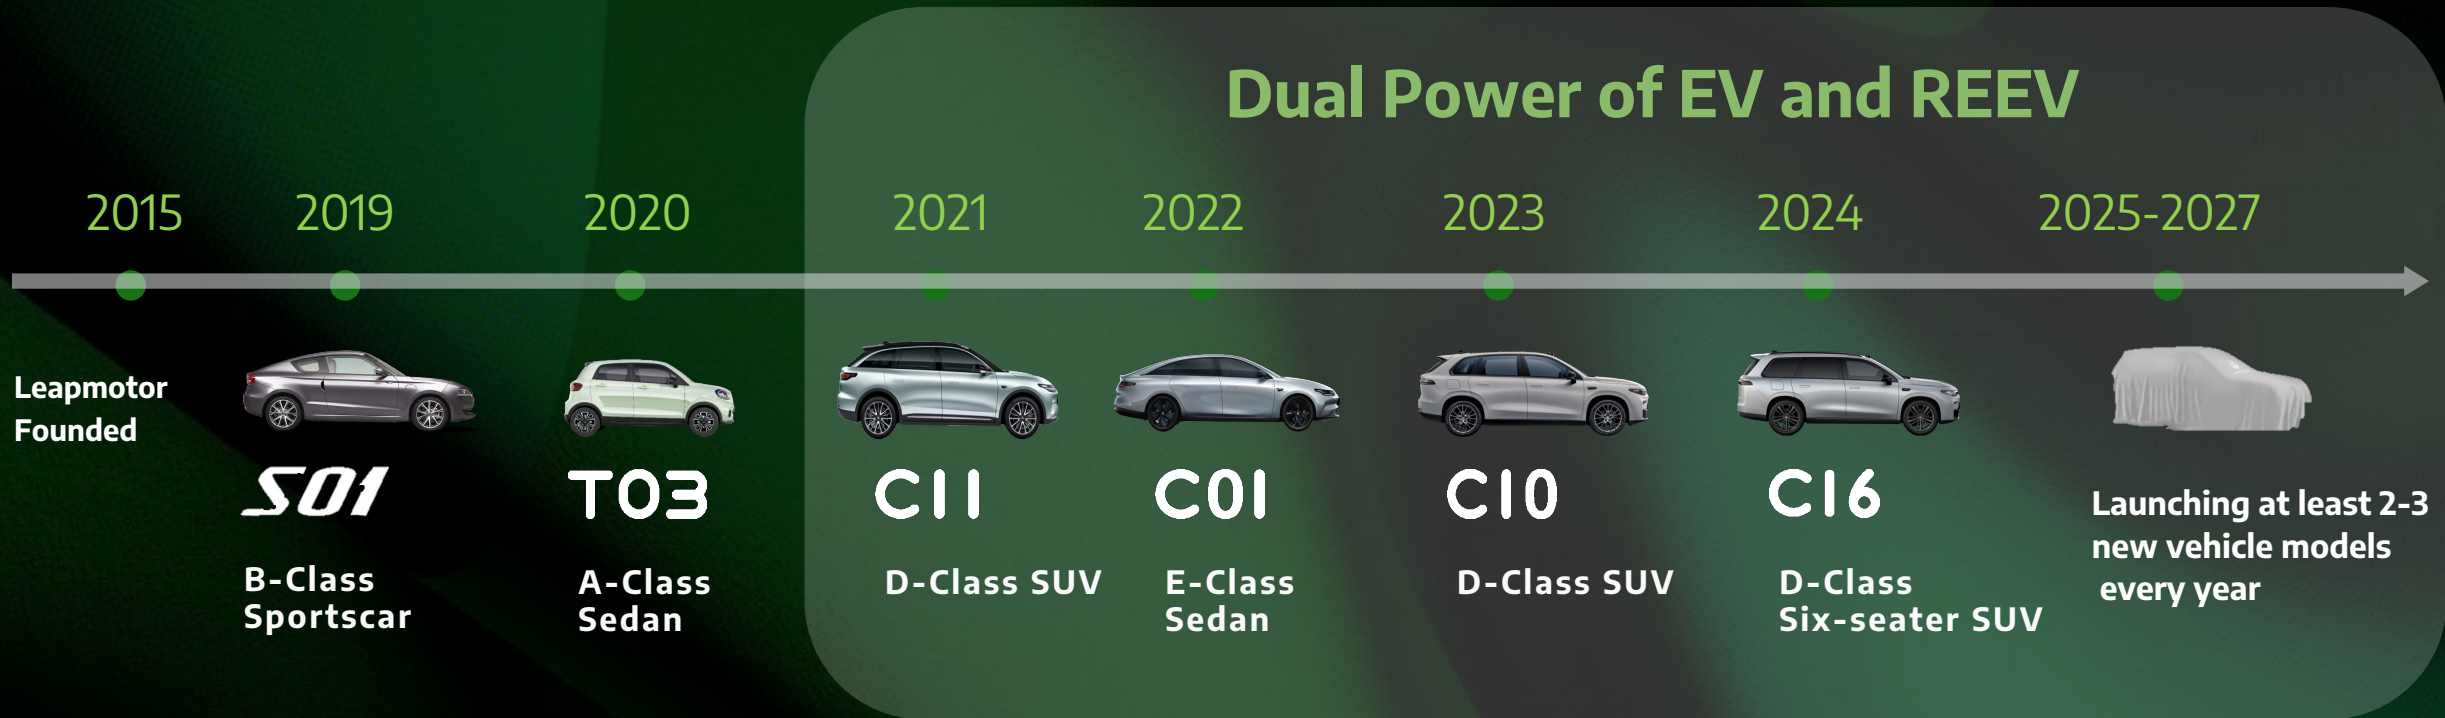 Dual Power of EV and REEV
2015
2019
2020
2021
2022
2023
2024
2025-2027
Leapmotor
Founded
S01
B-Class
Sportscar
T03
A-Class
Sedan
C11
D-Class SUV
C01
E-Class
Sedan
C10
D-Class SUV
C16
D-Class
Six-seater SUV
Launching at least 2-3
new vehicle models
every year